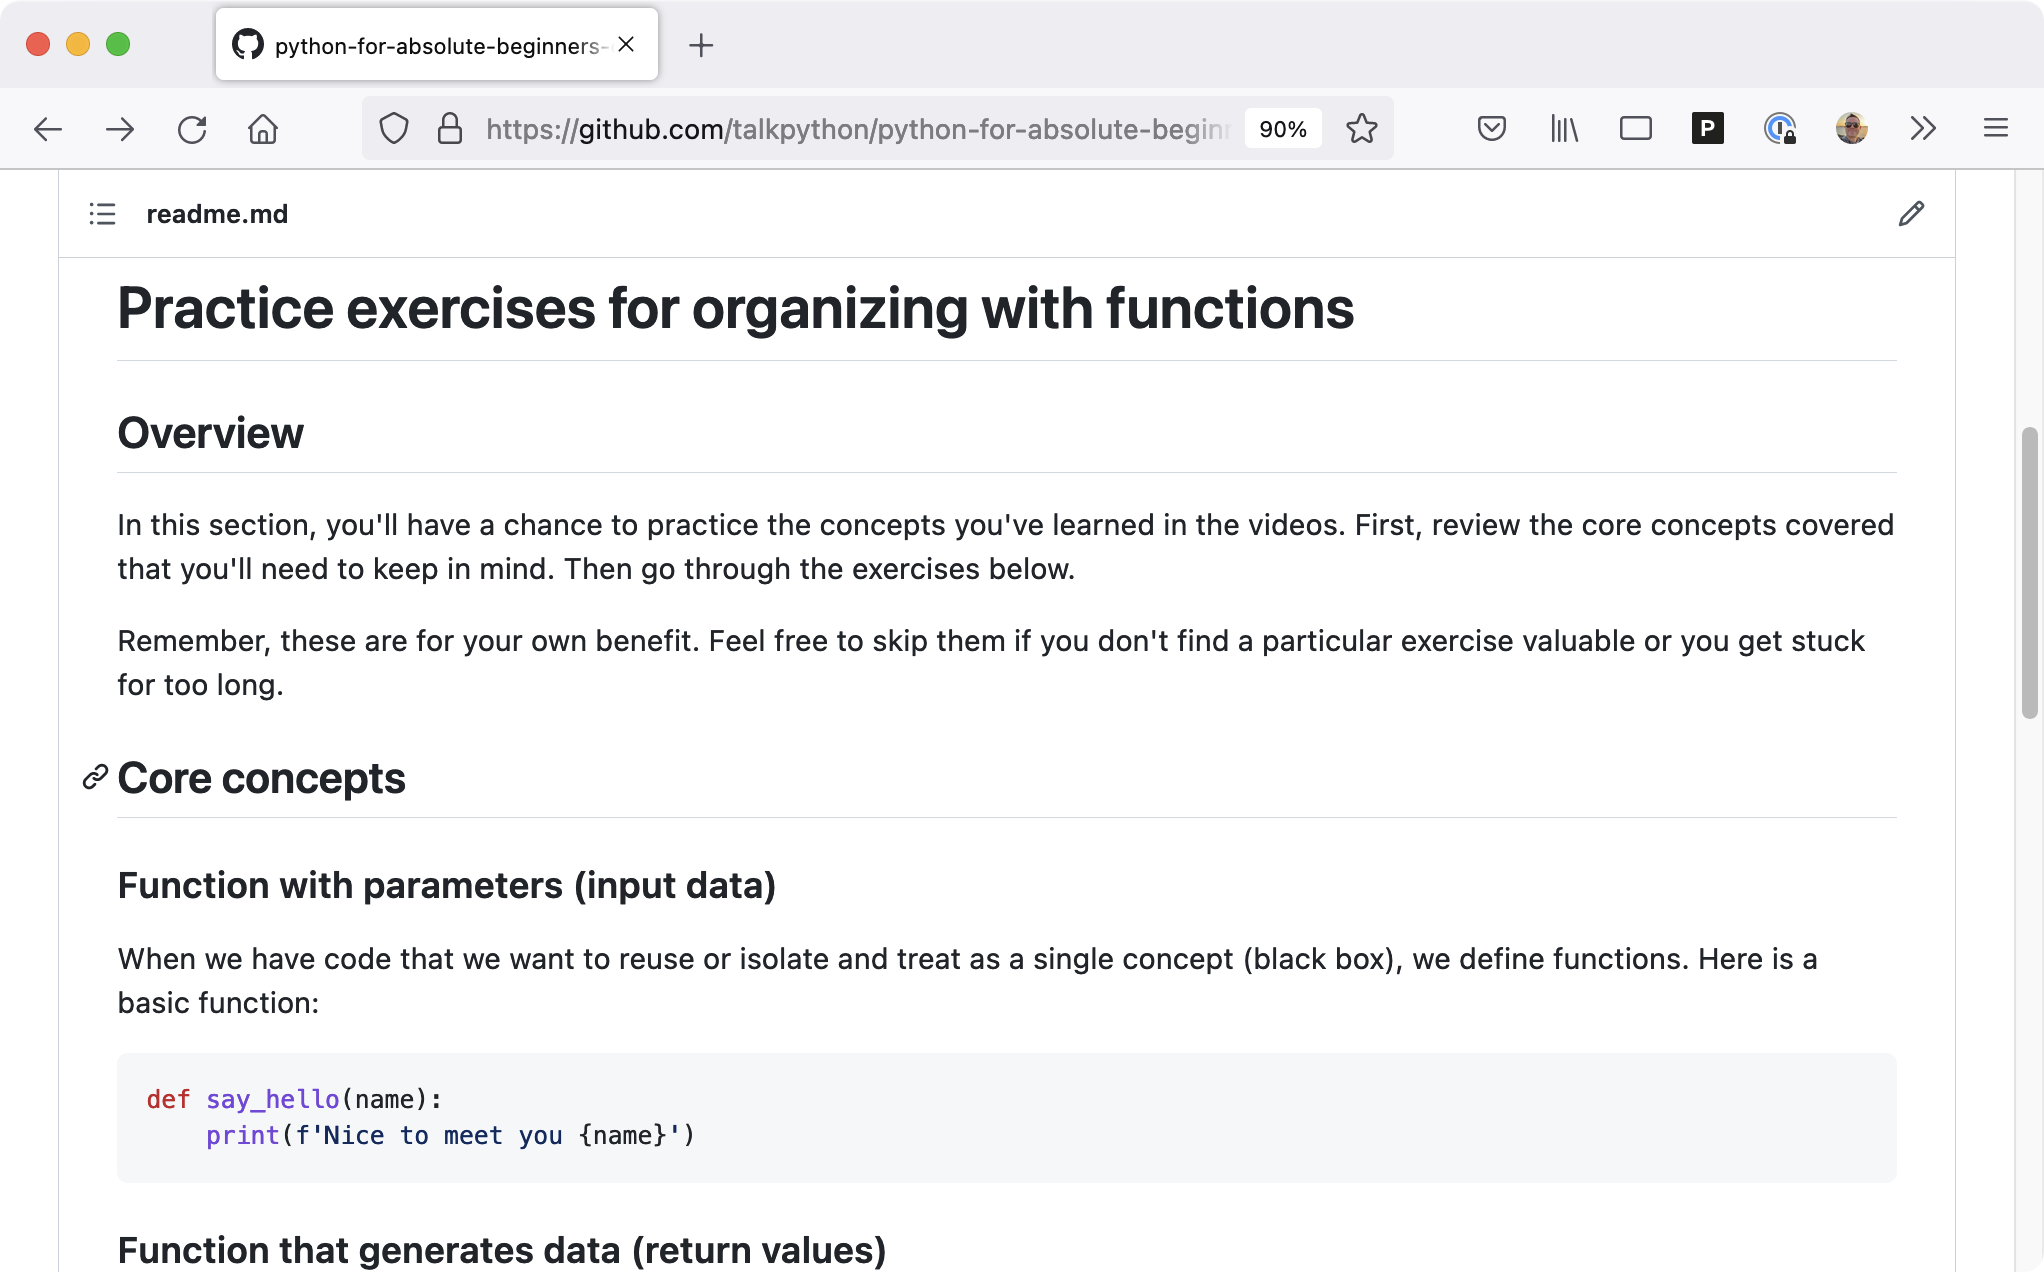 python-for-absolute-beginners-
https://github.com/talkpython/python-for-absolute-beginn
90%
P
readme.md
Practice exercises for organizing with functions
Overview
In this section, you'll have a chance to practice the concepts you've learned in the videos. First, review the core concepts covered
that you'll need to keep in mind. Then go through the exercises below.
Remember, these are for your own benefit. Feel free to skip them if you don't find a particular exercise valuable or you get stuck
for too long.
Core concepts
Function with parameters (input data)
When we have code that we want to reuse or isolate and treat as a single concept (black box), we define functions. Here is a
basic function:
def say_hello(name):
    print(f'Nice to meet you {name}')
Function that generates data (return values)